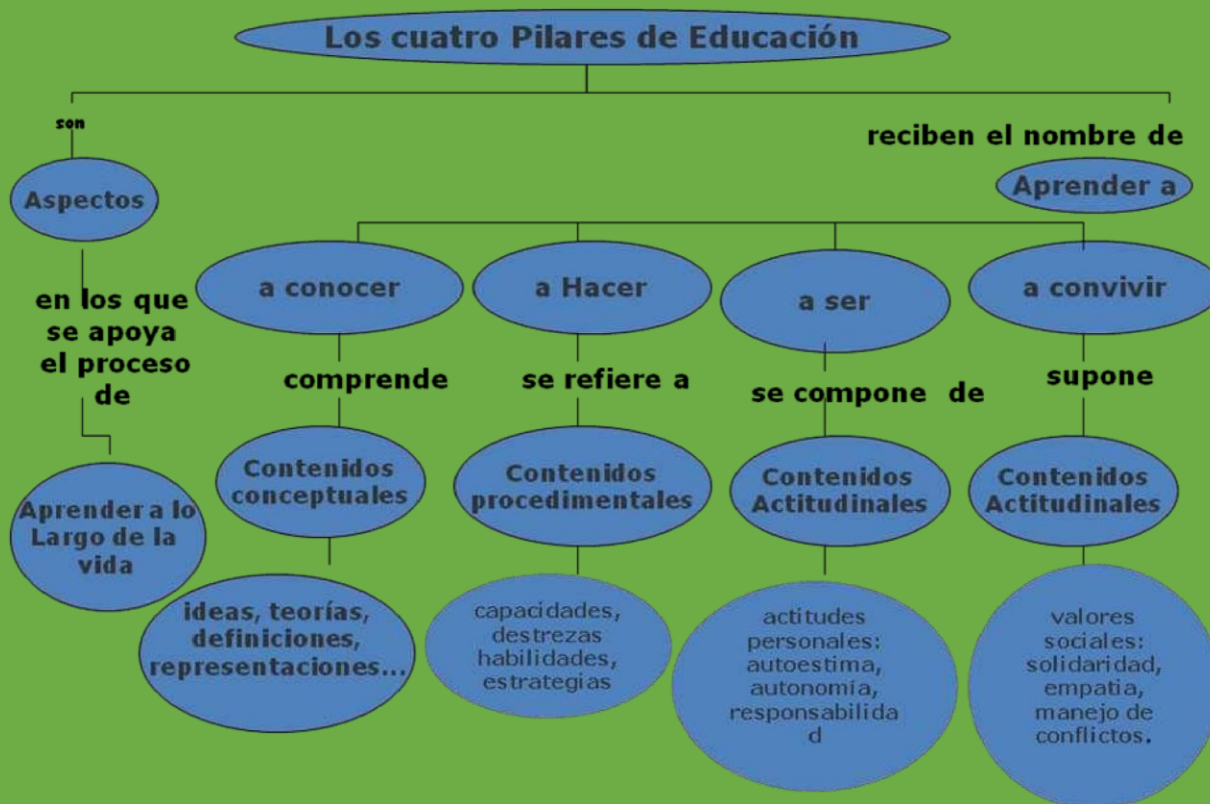 Los cuatro Pilares de Educación
son
reciben el nombre de
Aspectos
Aprender a
en los que
se apoya
el proceso
de
a conocer
a Hacer
a ser
a convivir
comprende
se refiere a
se compone de
supone
Aprender a lo
Largo de la
vida
Contenidos
conceptuales
Contenidos
procedimentales
Contenidos
Actitudinales
Contenidos
Actitudinales
ideas, teorías,
definiciones,
representaciones...
capacidades,
destrezas
habilidades,
estrategias
actitudes
personales:
autoestima,
autonomía,
responsabilida
d
valores
sociales:
solidaridad,
empatia,
manejo de
conflictos.